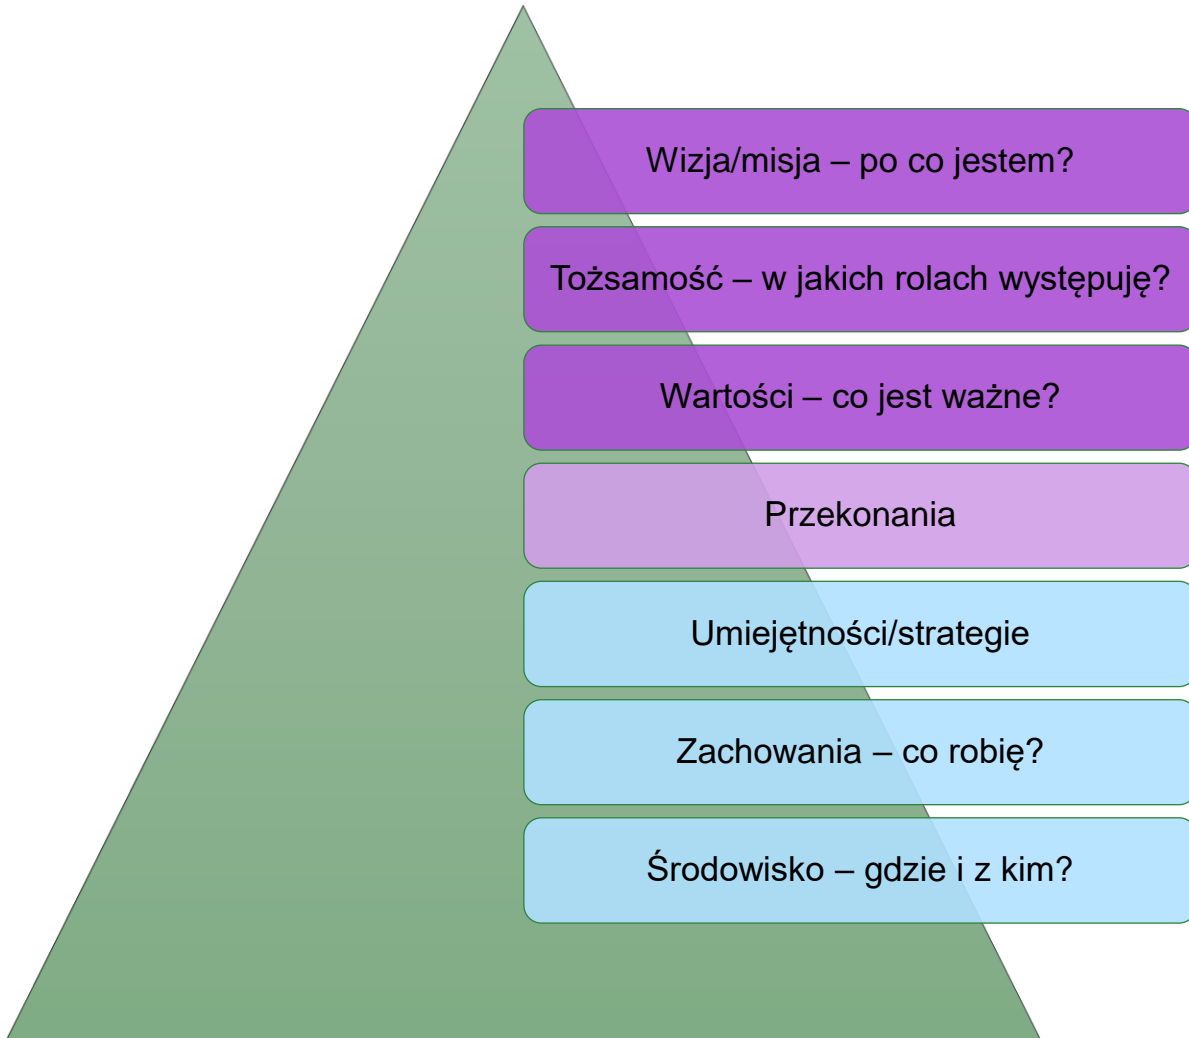 Wizja/misja – po co jestem?
Tożsamość – w jakich rolach występuję?
Wartości – co jest ważne?
Przekonania
Umiejętności/strategie
Zachowania – co robię?
Środowisko – gdzie i z kim?